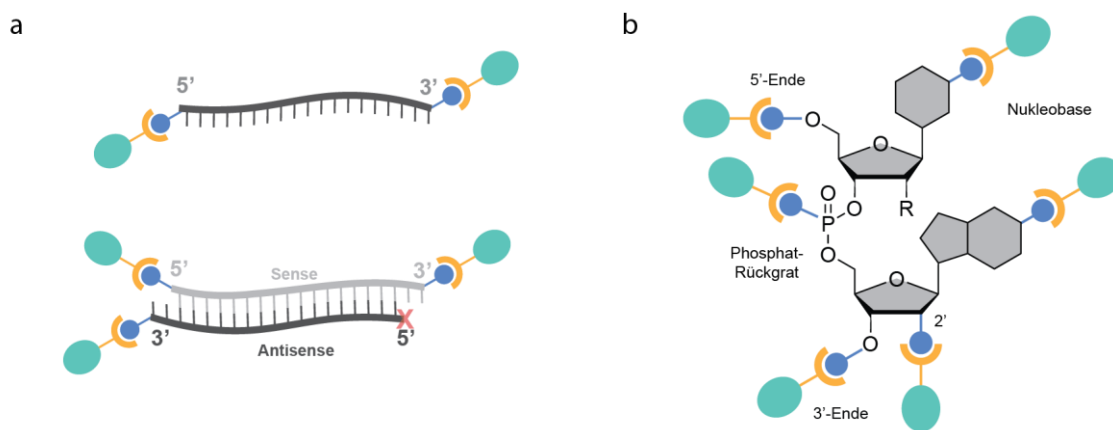 a
5'
3'
5'
Sense
3'
3'
Antisense
X
5'
b
5'-Ende
Nukleobase
O
O
O
P
O
R
O
Phosphat-
Rückgrat
O
2'
O
3'-Ende